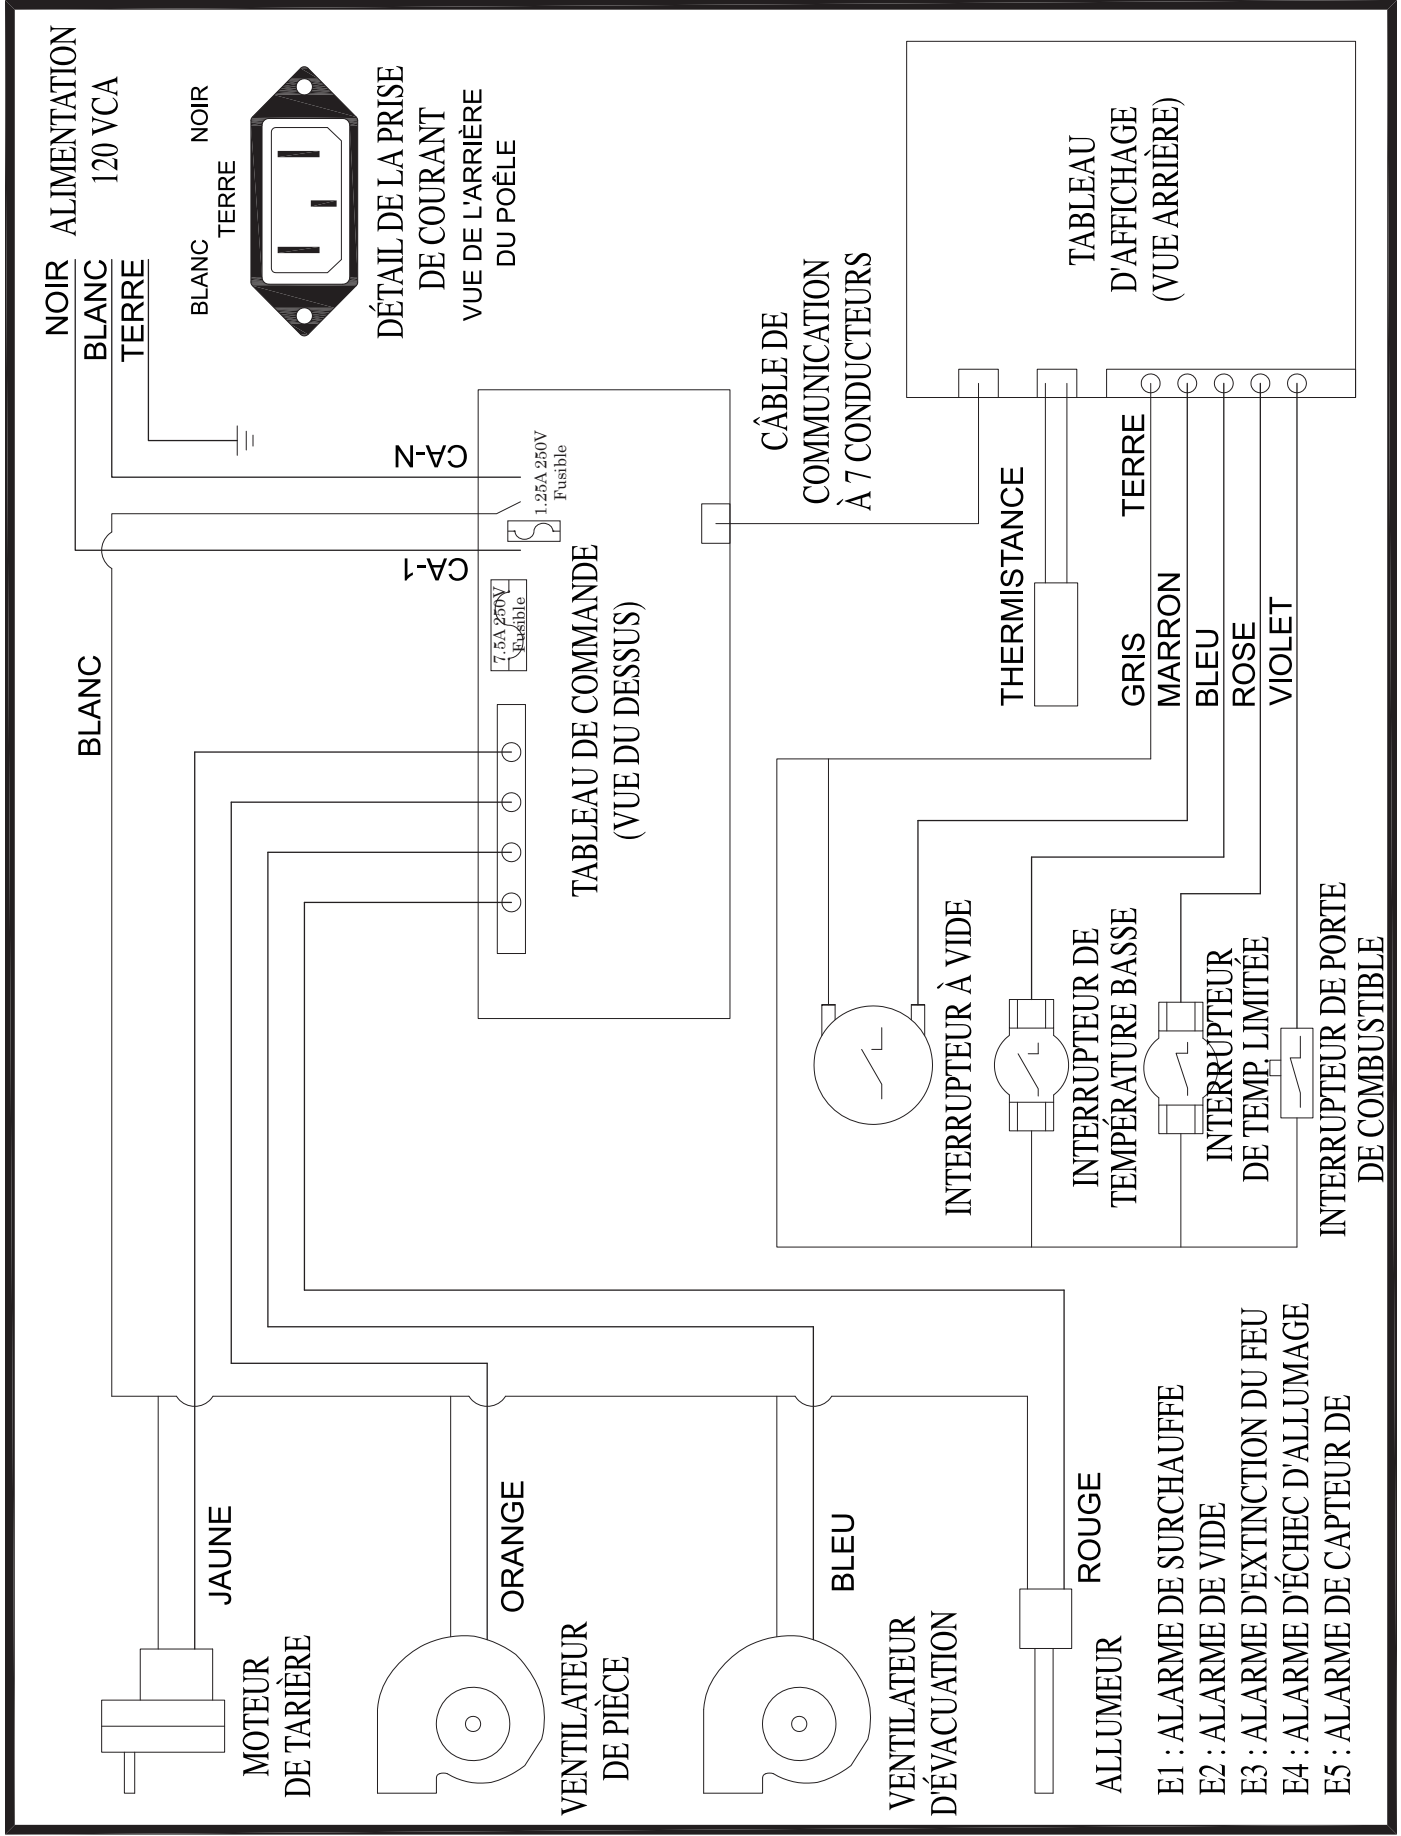 ALIMENTATION
120 VCA
NOIR
BLANC
TERRE
BLANC
NOIR
TERRE
DÉTAIL DE LA PRISE
DE COURANT
VUE DE L'ARRIÈRE
DU POÊLE
BLANC
CA-N
CA-1
1.25A 250V
Fusible
7.5A 250V
Fusible
TABLEAU DE COMMANDE
(VUE DU DESSUS)
CÂBLE DE
COMMUNICATION
À 7 CONDUCTEURS
TABLEAU
D'AFFICHAGE
(VUE ARRIÈRE)
THERMISTANCE
TERRE
GRIS
MARRON
BLEU
ROSE
VIOLET
INTERRUPTEUR À VIDE
INTERRUPTEUR DE
TEMPÉRATURE BASSE
INTERRUPTEUR
DE TEMP. LIMITÉE
INTERRUPTEUR DE PORTE
DE COMBUSTIBLE
JAUNE
MOTEUR
DE TARIÈRE
ORANGE
VENTILATEUR
DE PIÈCE
BLEU
VENTILATEUR
D'ÉVACUATION
ROUGE
ALLUMEUR
E1 : ALARME DE SURCHAUFFE
E2 : ALARME DE VIDE
E3 : ALARME D'EXTINCTION DU FEU
E4 : ALARME D'ÉCHEC D'ALLUMAGE
E5 : ALARME DE CAPTEUR DE